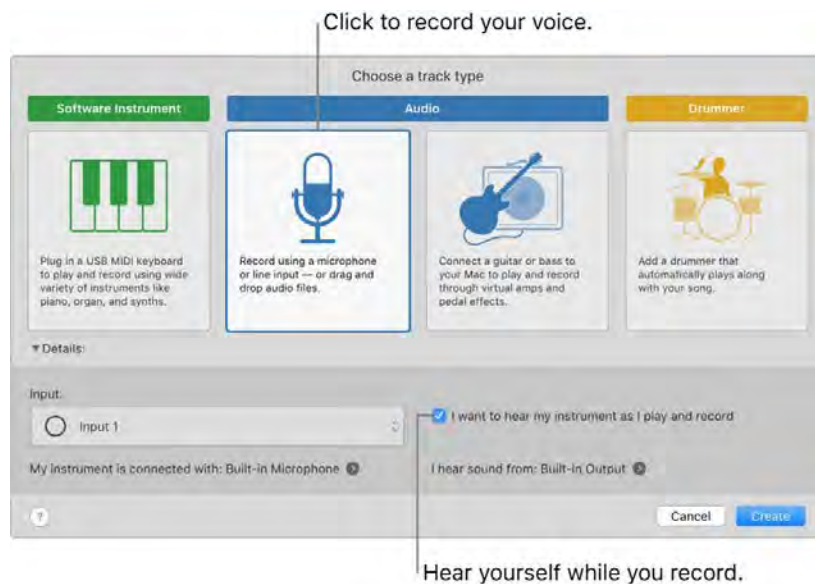 Click to record your voice.
Choose a track type
Software Instrument
Audio
Drummer
Plug in a USB MIDI keyboard
to play and record using wide
variety of instruments like
piano, organ, and synths.
Record using a microphone
or line input — or drag and
drop audio files.
Connect a guitar or bass to
your Mac to play and record
through virtual amps and
pedal effects.
Add a drummer that
automatically plays along
with your song.
Details:
Input:
Input 1
I want to hear my instrument as I play and record
My instrument is connected with: Built-in Microphone
I hear sound from: Built-in Output
?
Cancel
Create
Hear yourself while you record.